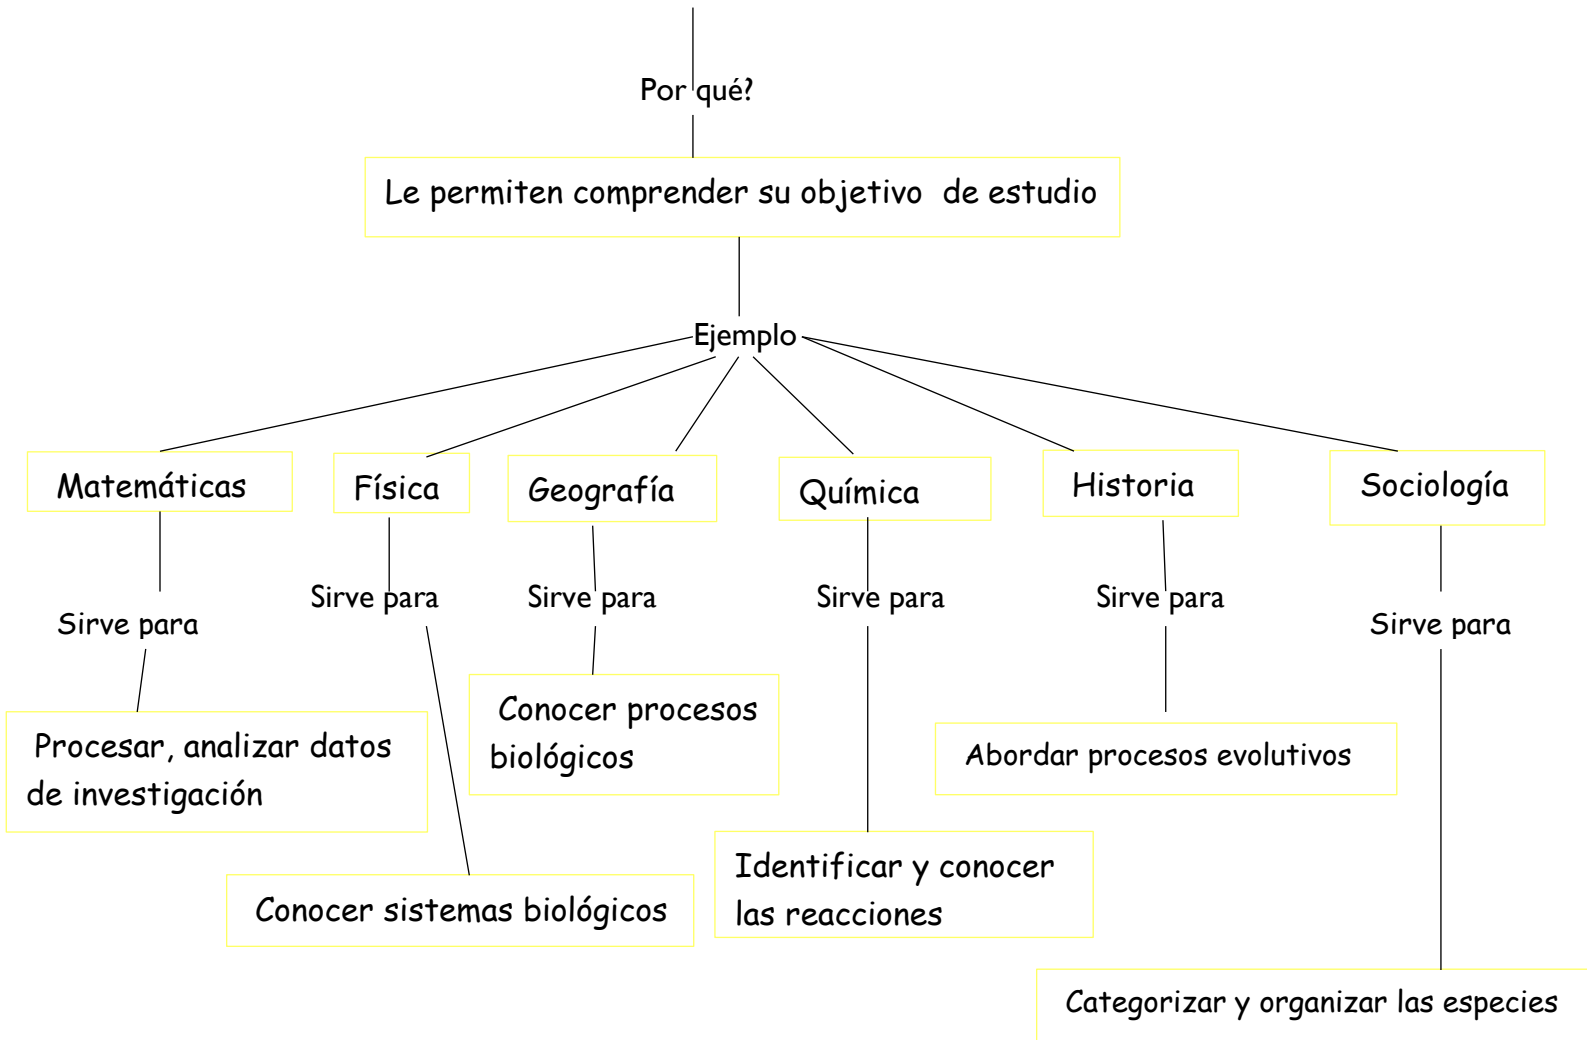 Por qué?
Le permiten comprender su objetivo de estudio
Ejemplo
Matemáticas
Física
Geografía
Química
Historia
Sociología
Sirve para
Sirve para
Sirve para
Sirve para
Sirve para
Sirve para
Procesar, analizar datos
de investigación
Conocer sistemas biológicos
Conocer procesos
biológicos
Identificar y conocer
las reacciones
Abordar procesos evolutivos
Categorizar y organizar las especies